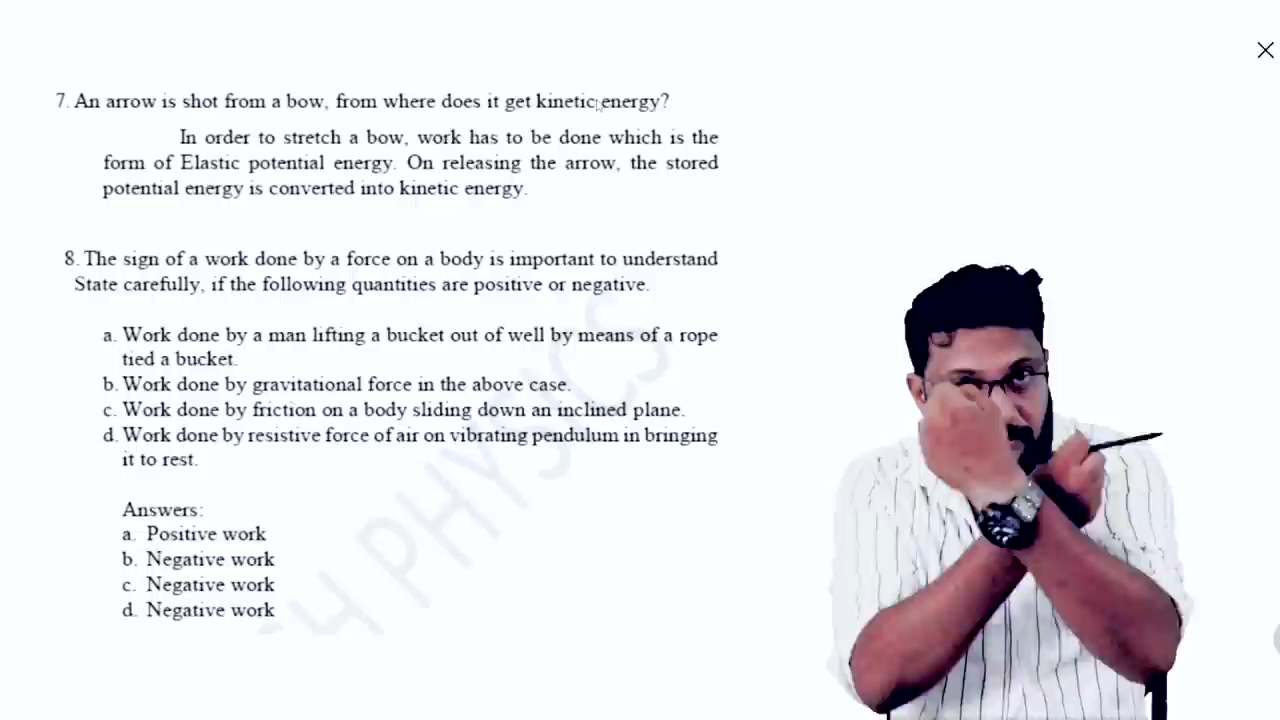 7. An arrow is shot from a bow, from where does it get kinetic energy?
In order to stretch a bow, work has to be done which is the
form of Elastic potential energy. On releasing the arrow, the stored
potential energy is converted into kinetic energy.
8. The sign of a work done by a force on a body is important to understand
State carefully, if the following quantities are positive or negative.
a. Work done by a man lifting a bucket out of well by means of a rope
tied a bucket.
b. Work done by gravitational force in the above case.
c. Work done by friction on a body sliding down an inclined plane.
d. Work done by resistive force of air on vibrating pendulum in bringing
it to rest.
Answers:
a. Positive work
b. Negative work
c. Negative work
d. Negative work
4 PHYSICS